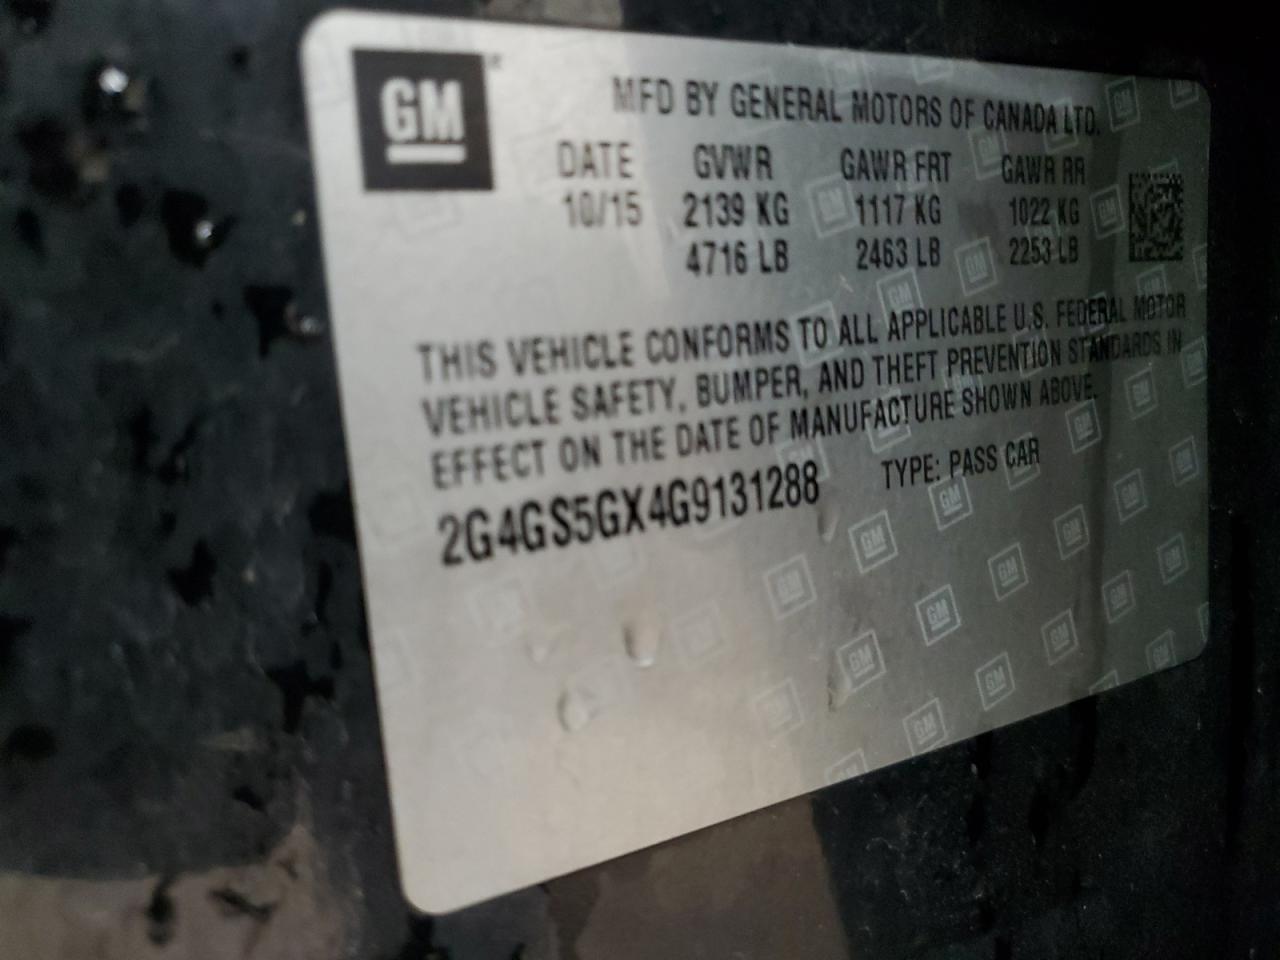 GM
MFD BY GENERAL MOTORS OF CANADA LTD.
DATE GVWR GAWR FRT GAWR RR
10/15 2139 KG 1117 KG 1022 KG
4716 LB 2463 LB 2253 LB
THIS VEHICLE CONFORMS TO ALL APPLICABLE U.S. FEDERAL MOTOR
VEHICLE SAFETY, BUMPER, AND THEFT PREVENTION STANDARDS IN
EFFECT ON THE DATE OF MANUFACTURE SHOWN ABOVE.
2G4GS5GX4G9131288 TYPE: PASS CAR